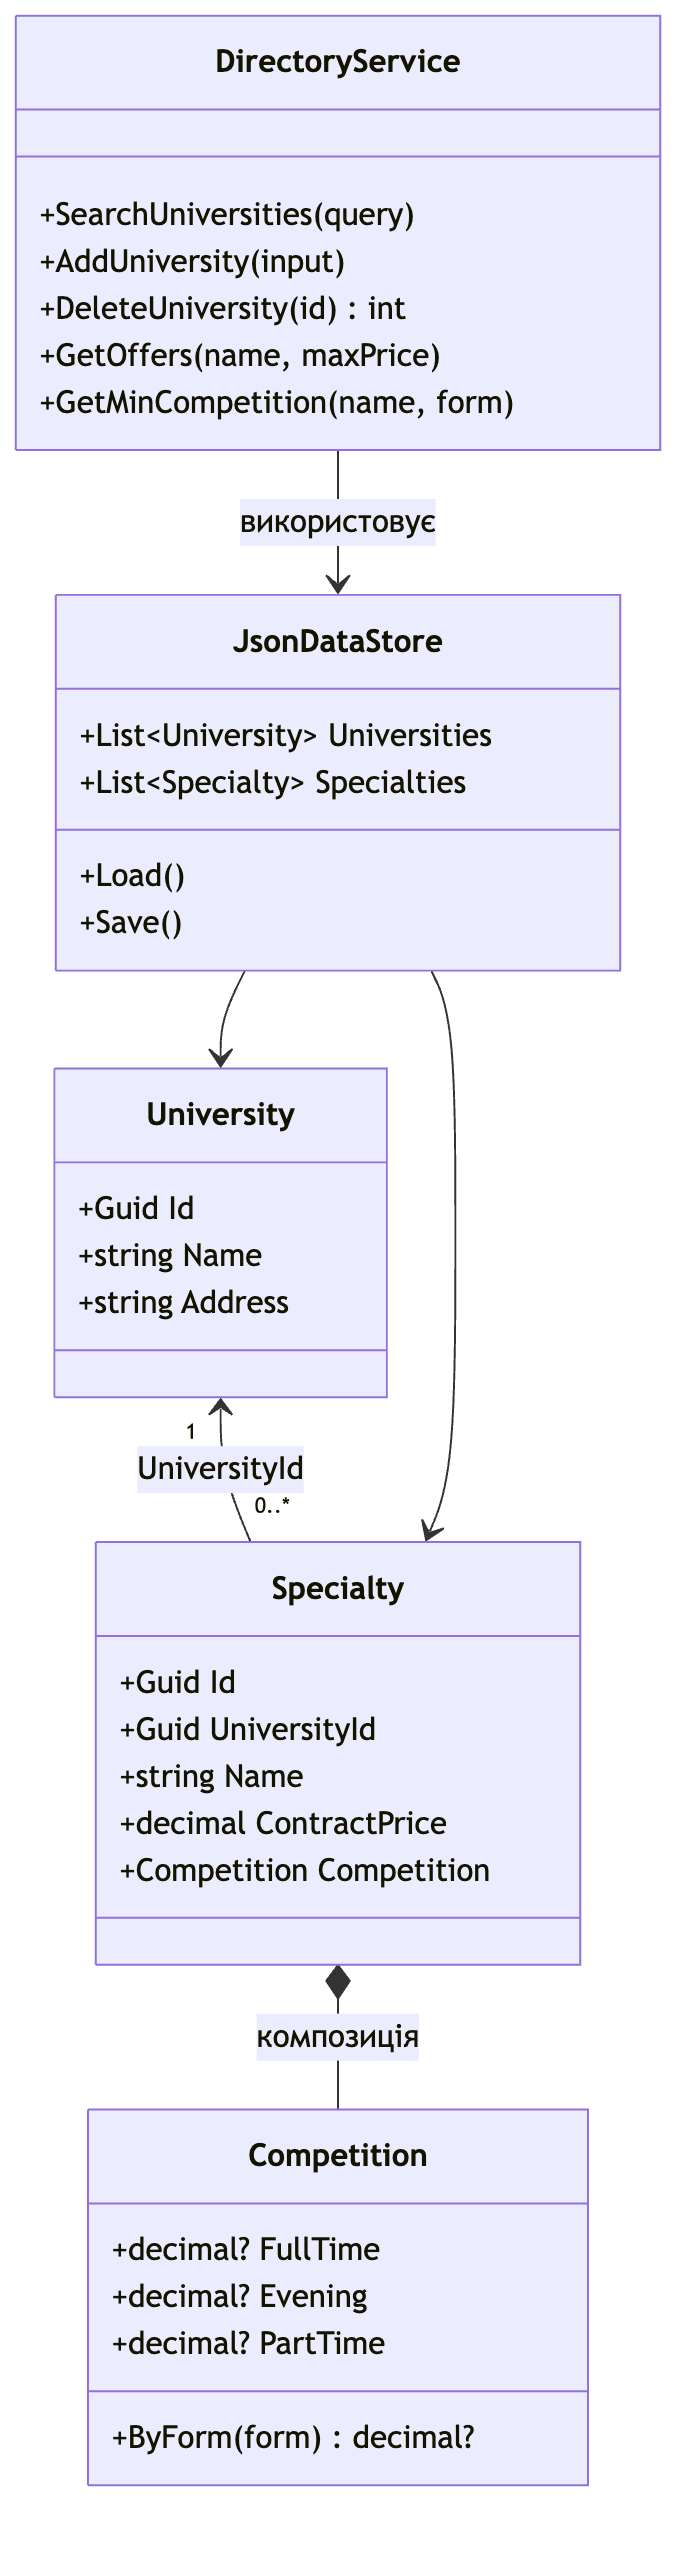 DirectoryService
+SearchUniversities(query)
+AddUniversity(input)
+DeleteUniversity(id) : int
+GetOffers(name, maxPrice)
+GetMinCompetition(name, form)
використовує
JsonDataStore
+List<University> Universities
+List<Specialty> Specialties
+Load()
+Save()
University
+Guid Id
+string Name
+string Address
1
UniversityId
0..*
Specialty
+Guid Id
+Guid UniversityId
+string Name
+decimal ContractPrice
+Competition Competition
композиція
Competition
+decimal? FullTime
+decimal? Evening
+decimal? PartTime
+ByForm(form) : decimal?